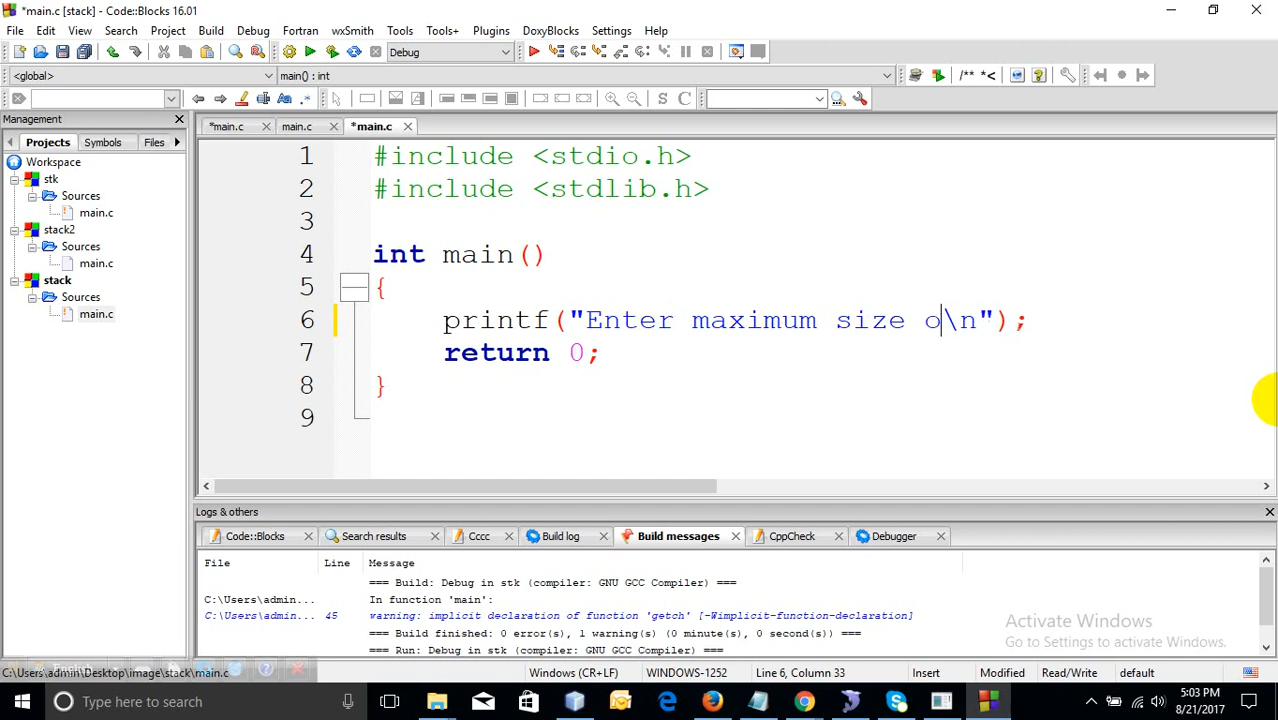 *main.c [stack] - Code::Blocks 16.01
File Edit View Search Project Build Debug Fortran wxSmith Tools Tools+ Plugins DoxyBlocks Settings Help
Debug
<global> main() : int
/** *<
.*
S C
Management
Projects Symbols Files
*main.c main.c *main.c
Workspace
stk
Sources
main.c
stack2
Sources
main.c
stack
Sources
main.c
1 #include <stdio.h>
2 #include <stdlib.h>
3
4 int main()
5 {
6 printf("Enter maximum size o\n");
7 return 0;
8 }
9
Logs & others
Code::Blocks Search results Cccc Build log Build messages CppCheck Debugger
File Line Message
=== Build: Debug in stk (compiler: GNU GCC Compiler) ===
C:\Users\admin... In function 'main':
C:\Users\admin... 45 warning: implicit declaration of function 'getch' [-Wimplicit-function-declaration]
=== Build finished: 0 error(s), 1 warning(s) (0 minute(s), 0 second(s)) ===
=== Run: Debug in stk (compiler: GNU GCC Compiler) ===
Activate Windows
Go to Settings to activate Windows.
English
C:\Users\admin\Desktop\image\stack\main.c Windows (CR+LF) WINDOWS-1252 Line 6, Column 33 Insert Modified Read/Write default
Type here to search
5:03 PM
8/21/2017